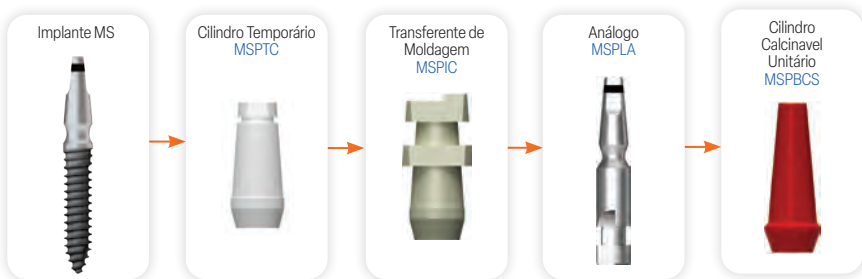 Implante MS
Cilindro Temporário
MSPTC
Transferente de
Moldagem
MSPIC
Análogo
MSPLA
Cilindro
Calcinavel
Unitário
MSPBCS